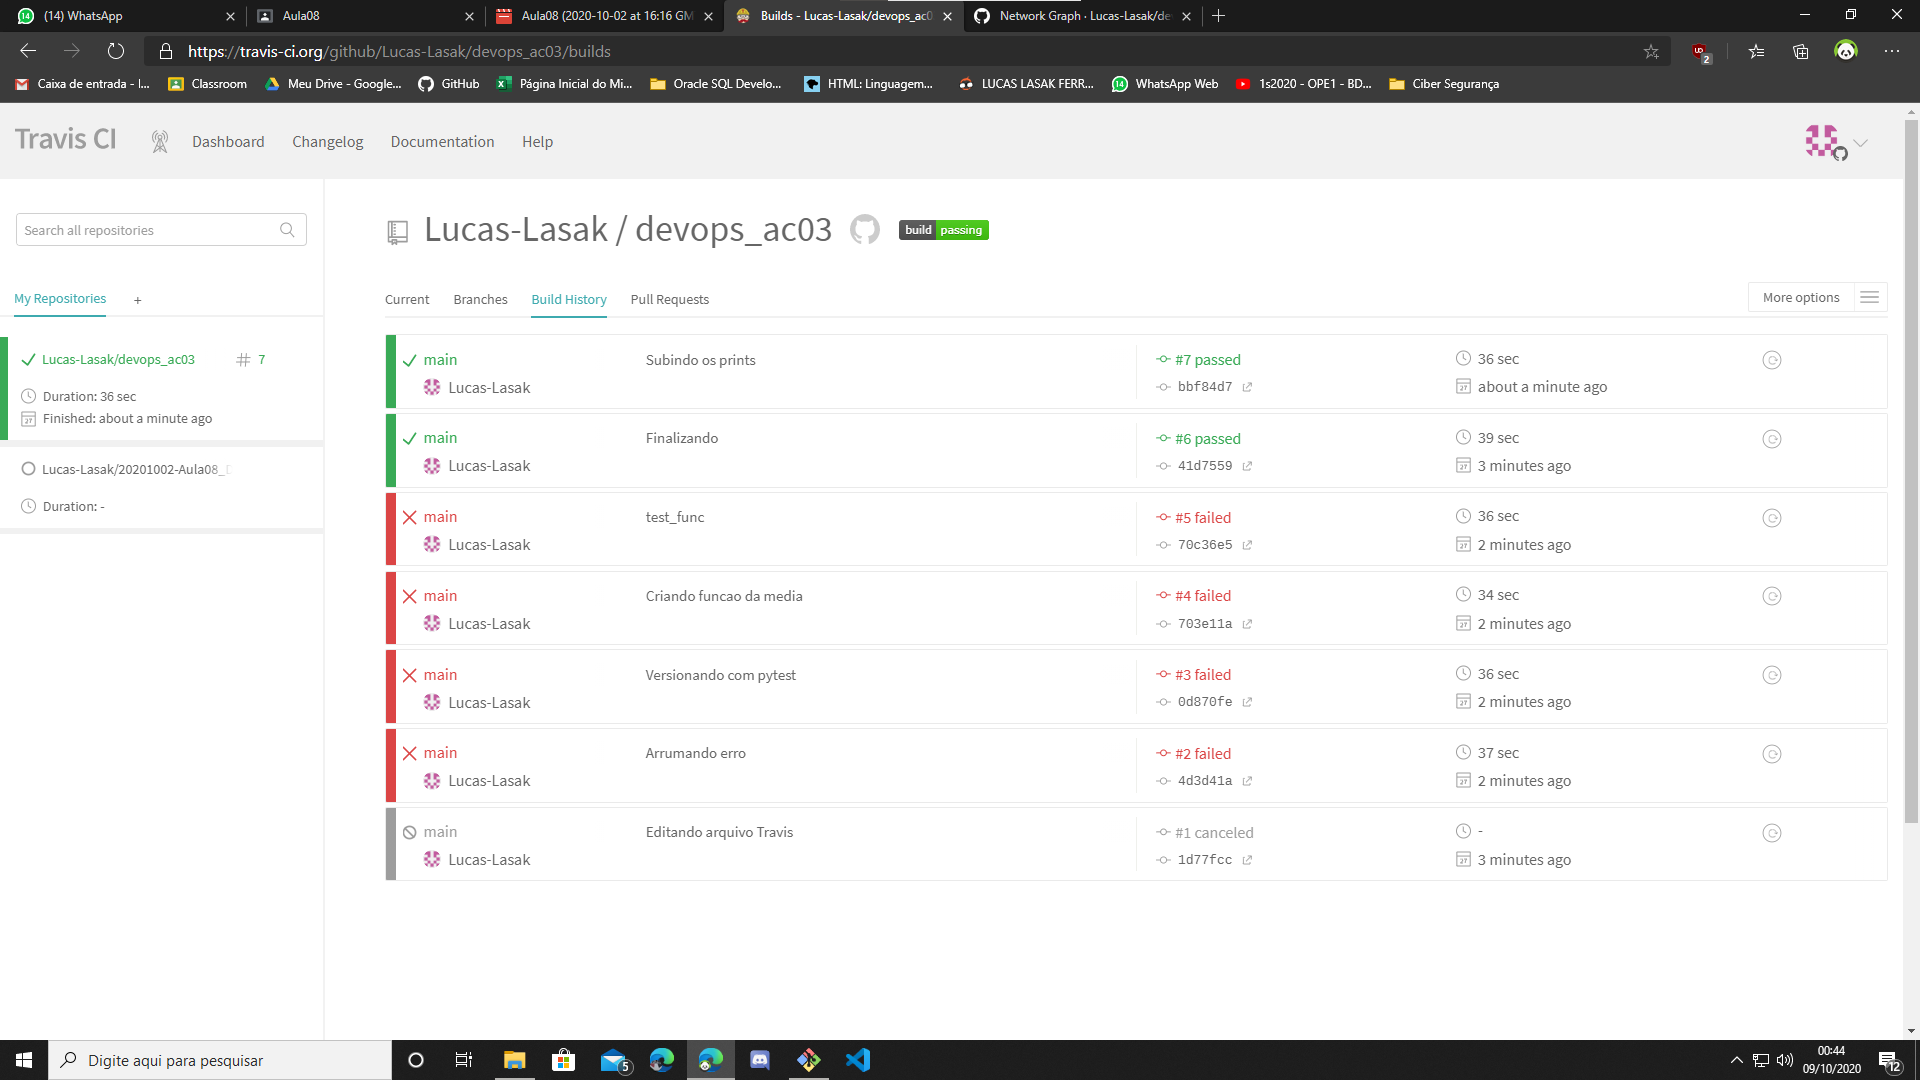 (14) WhatsApp
Aula08
Aula08 (2020-10-02 at 16:16 GM
Builds - Lucas-Lasak/devops_ac0
Network Graph · Lucas-Lasak/de
https://travis-ci.org/github/Lucas-Lasak/devops_ac03/builds
2
Caixa de entrada - l...
Classroom
Meu Drive - Google...
GitHub
Página Inicial do Mi...
Oracle SQL Develo...
HTML: Linguagem...
LUCAS LASAK FERR...
WhatsApp Web
1s2020 - OPE1 - BD...
Ciber Segurança
Travis CI
Dashboard
Changelog
Documentation
Help
Search all repositories
Lucas-Lasak / devops_ac03
build passing
My Repositories +
Current
Branches
Build History
Pull Requests
More options
Lucas-Lasak/devops_ac03 # 7
Duration: 36 sec
Finished: about a minute ago
Lucas-Lasak/20201002-Aula08_
Duration: -
main Subindo os prints #7 passed 36 sec
Lucas-Lasak bbf84d7 about a minute ago
main Finalizando #6 passed 39 sec
Lucas-Lasak 41d7559 3 minutes ago
main test_func #5 failed 36 sec
Lucas-Lasak 70c36e5 2 minutes ago
main Criando funcao da media #4 failed 34 sec
Lucas-Lasak 703e11a 2 minutes ago
main Versionando com pytest #3 failed 36 sec
Lucas-Lasak 0d870fe 2 minutes ago
main Arrumando erro #2 failed 37 sec
Lucas-Lasak 4d3d41a 2 minutes ago
main Editando arquivo Travis #1 canceled -
Lucas-Lasak 1d77fcc 3 minutes ago
Digite aqui para pesquisar
5
00:44
09/10/2020
12